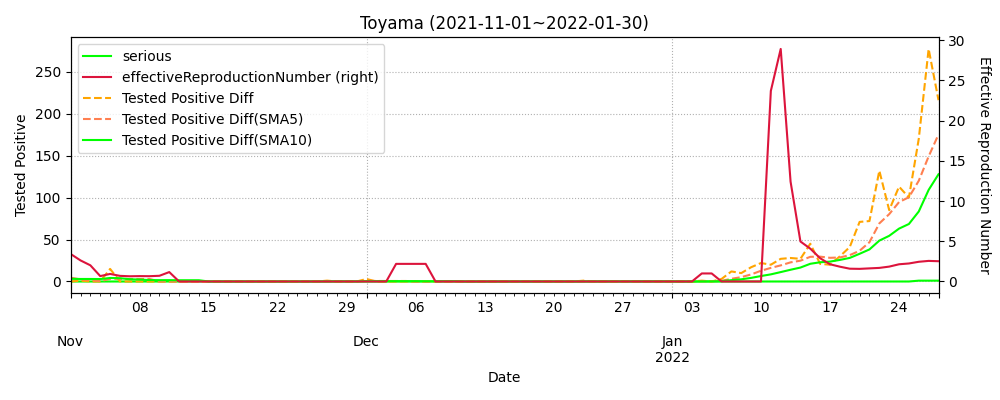 Toyama (2021-11-01~2022-01-30)
serious
effectiveReproductionNumber (right)
Tested Positive Diff
Tested Positive Diff(SMA5)
Tested Positive Diff(SMA10)
Tested Positive
250
200
150
100
50
0
30
25
20
15
10
5
0
Effective Reproduction Number
08 15 22 29 06 13 20 27 03 10 17 24
Nov Dec Jan
2022
Date